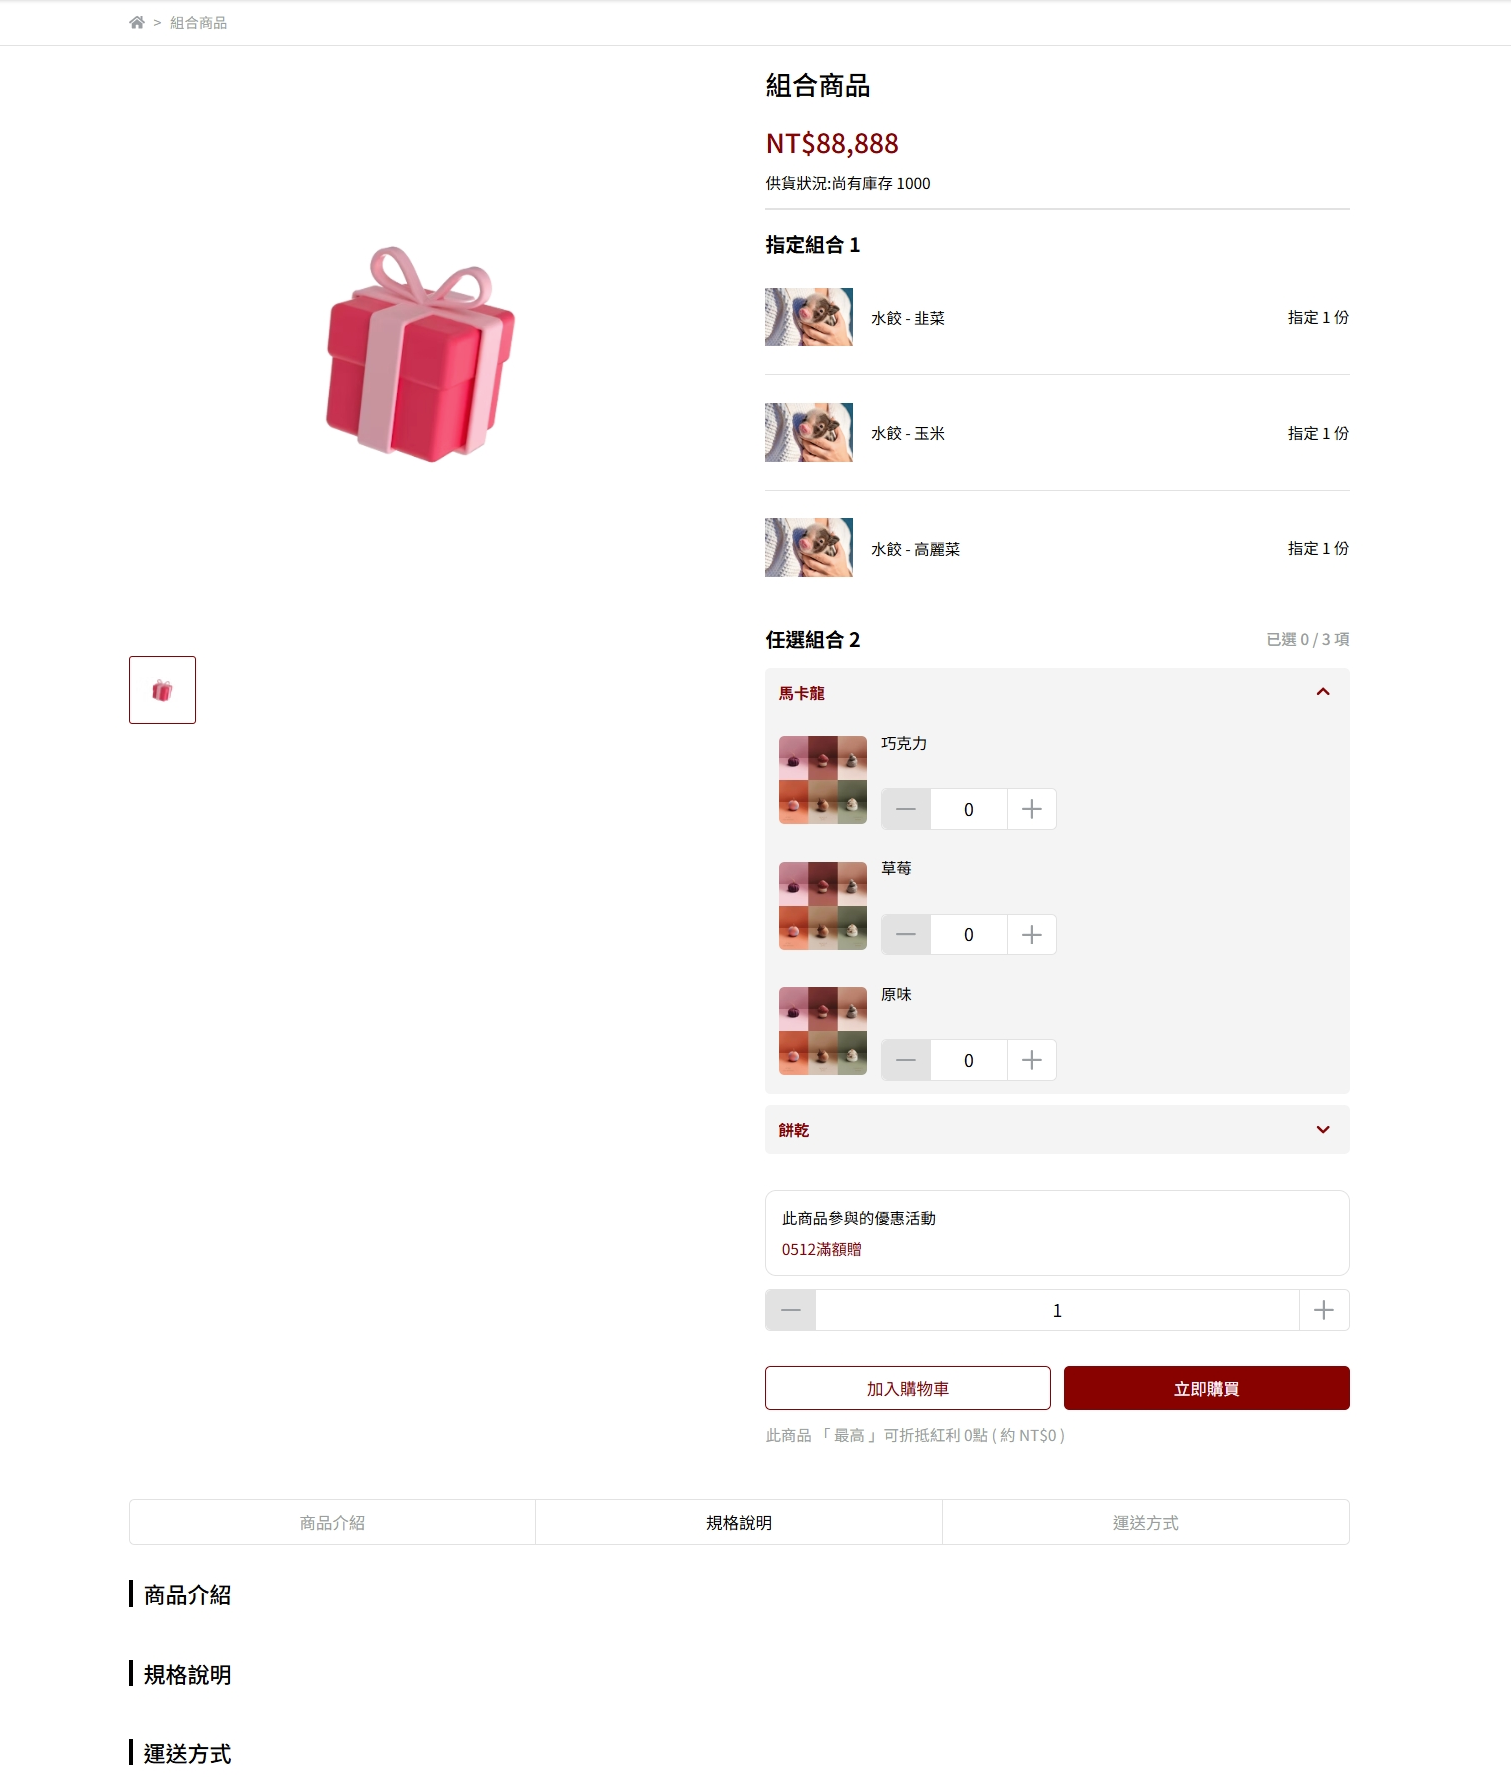 > 組合商品
組合商品
NT$88,888
供貨狀況:尚有庫存 1000
指定組合 1
水餃 - 韭菜
指定 1 份
水餃 - 玉米
指定 1 份
水餃 - 高麗菜
指定 1 份
任選組合 2
已選 0 / 3 項
馬卡龍
巧克力
0
草莓
0
原味
0
餅乾
此商品參與的優惠活動
0512滿額贈
1
加入購物車
立即購買
此商品 「 最高 」可折抵紅利 0點 ( 約 NT$0 )
商品介紹
規格說明
運送方式
商品介紹
規格說明
運送方式